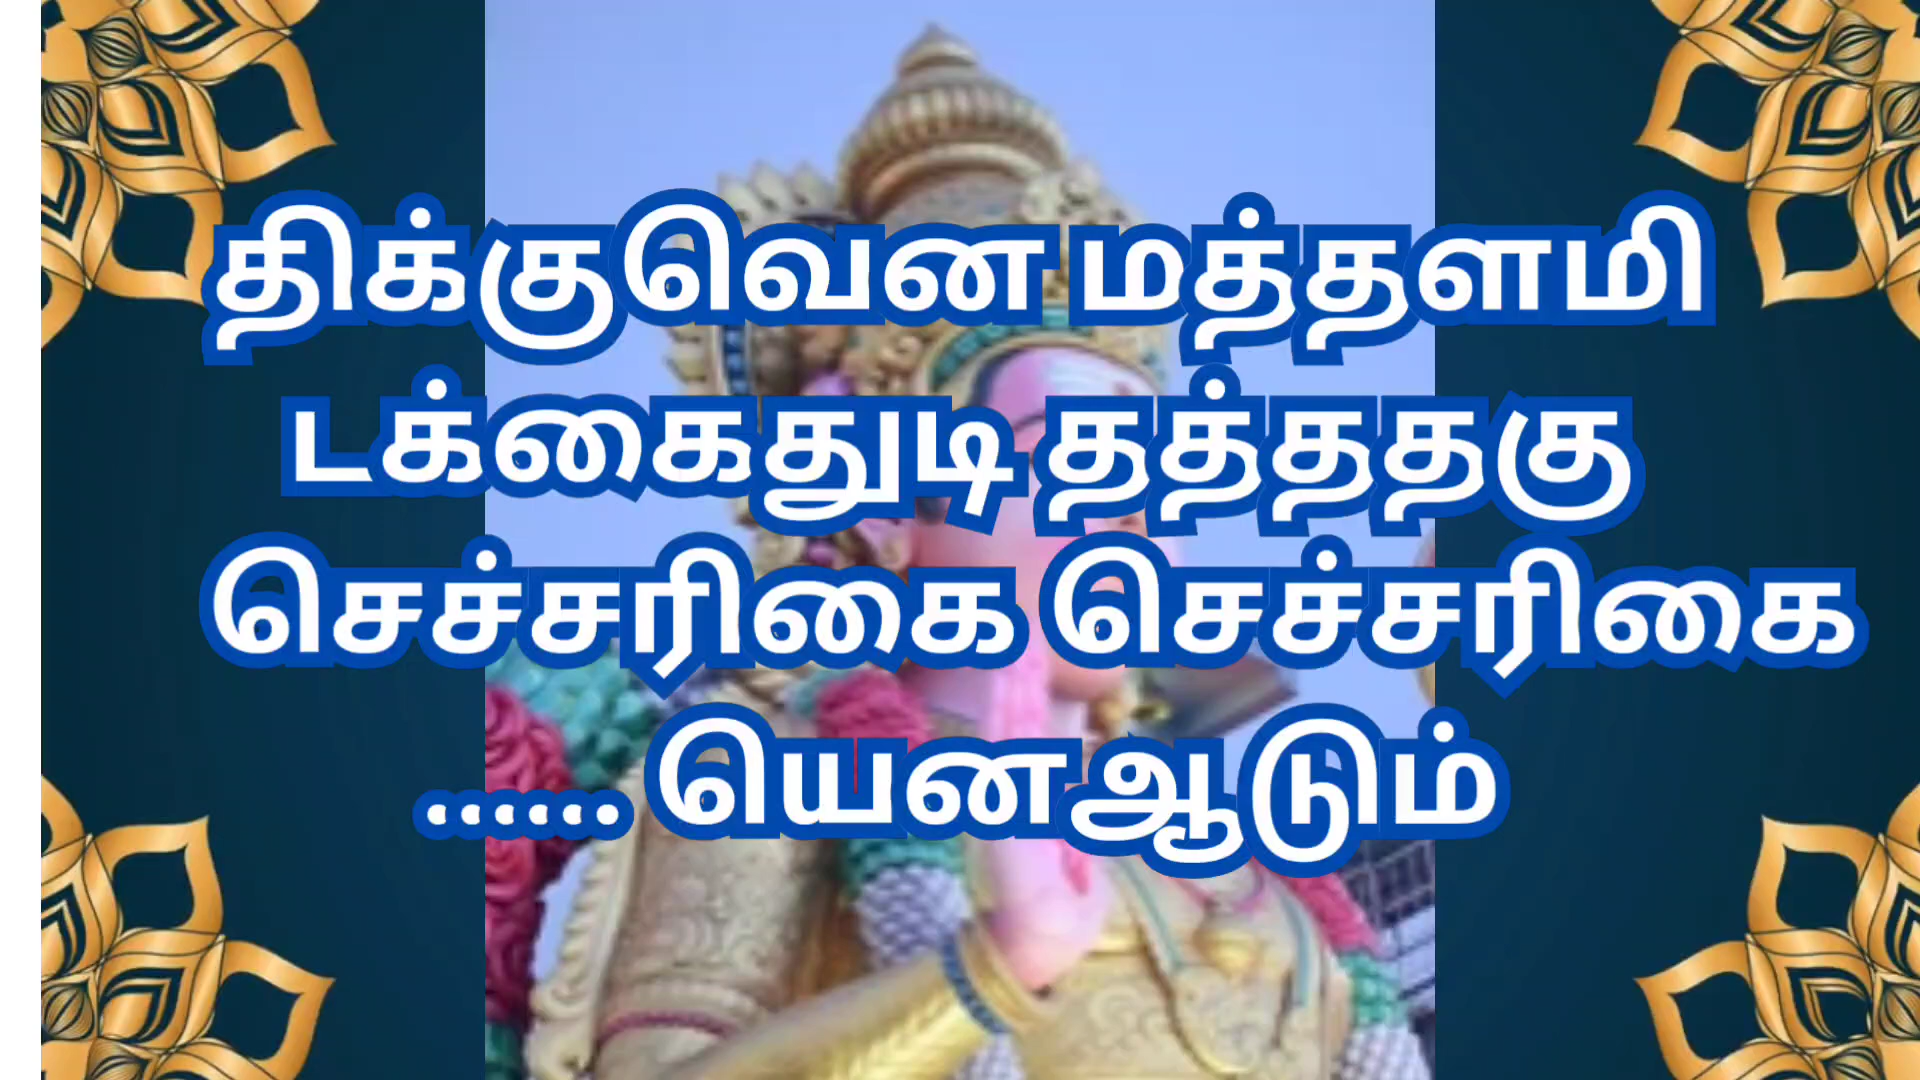 திக்குவென மத்தளமி
டக்கைதுடி தத்ததகு
செச்சரிகை செச்சரிகை
...... யெனஆடும்